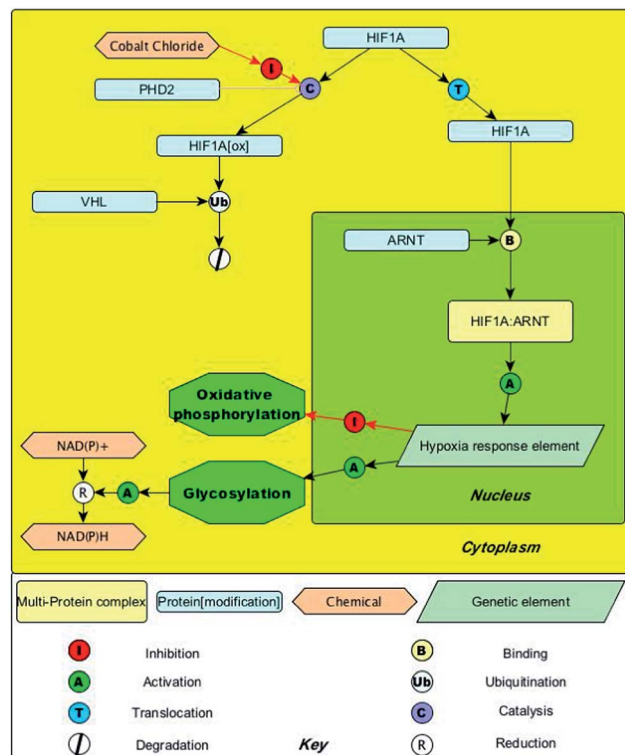 Cobalt Chloride
HIF1A
I
PHD2
C
T
HIF1A[ox]
HIF1A
VHL
Ub
ARNT
B
HIF1A:ARNT
A
Oxidative
phosphorylation
I
Hypoxia response element
NAD(P)+
A
R
A
Glycosylation
Nucleus
NAD(P)H
Cytoplasm
Multi-Protein complex
Protein[modification]
Chemical
Genetic element
I
Inhibition
B
Binding
A
Activation
Ub
Ubiquitination
T
Translocation
C
Catalysis
Degradation
Key
R
Reduction